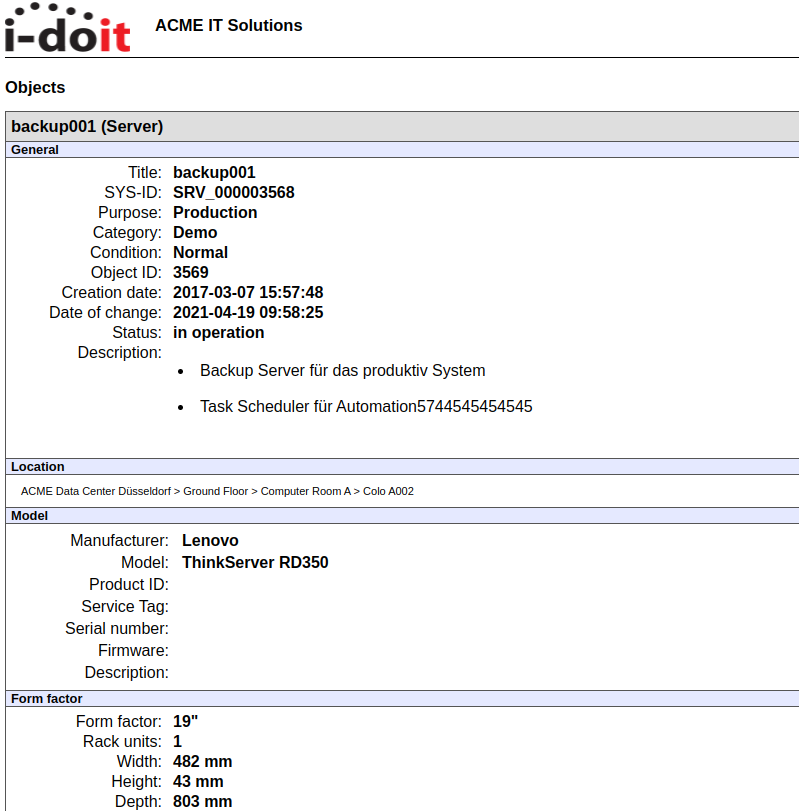 i-doit
ACME IT Solutions
Objects
backup001 (Server)
General
Title: backup001
SYS-ID: SRV_000003568
Purpose: Production
Category: Demo
Condition: Normal
Object ID: 3569
Creation date: 2017-03-07 15:57:48
Date of change: 2021-04-19 09:58:25
Status: in operation
Description:
• Backup Server für das produktiv System
• Task Scheduler für Automation5744545454545
Location
ACME Data Center Düsseldorf > Ground Floor > Computer Room A > Colo A002
Model
Manufacturer: Lenovo
Model: ThinkServer RD350
Product ID:
Service Tag:
Serial number:
Firmware:
Description:
Form factor
Form factor: 19"
Rack units: 1
Width: 482 mm
Height: 43 mm
Depth: 803 mm